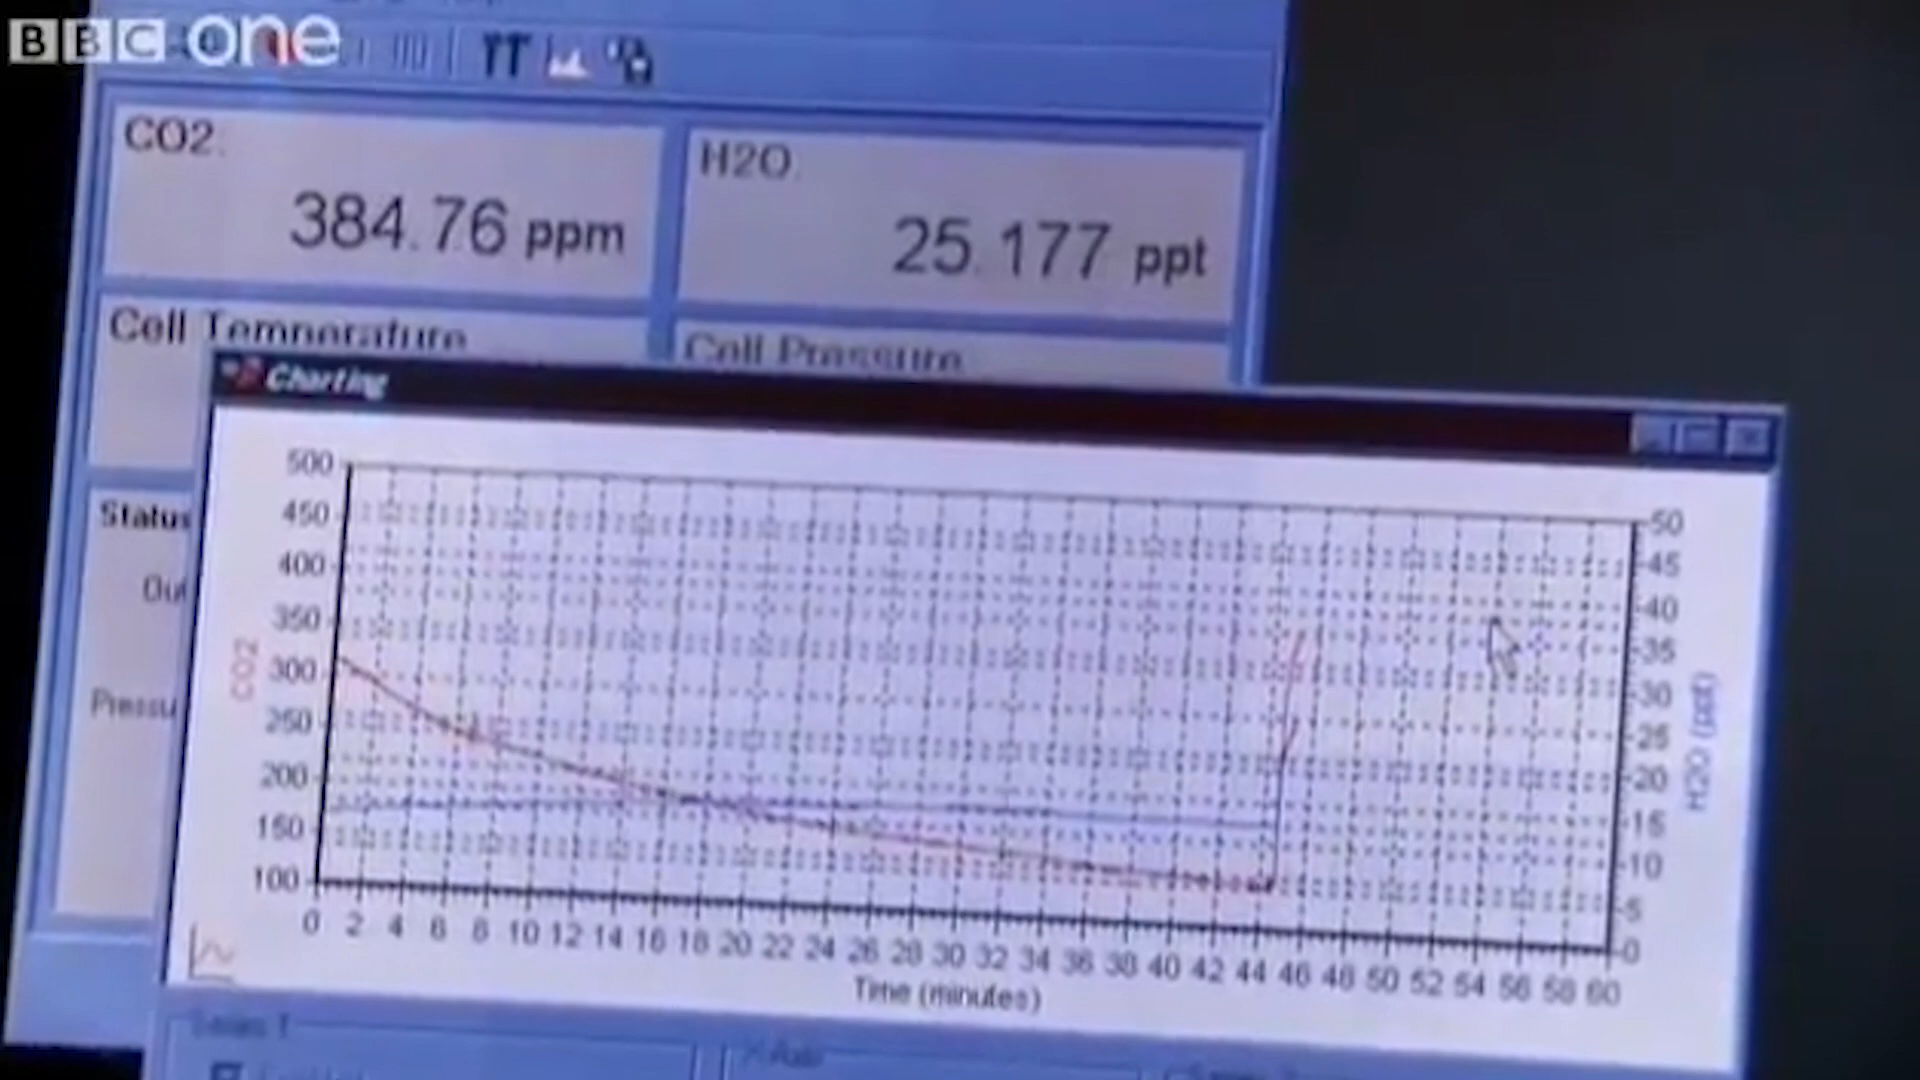 BBC one
CO2.
384.76 ppm
H2O.
25.177 ppt
Cell Temperature
Cell Pressure
Charting
Status
500
450
400
350
300
250
200
150
100
CO2
50
45
40
35
30
25
20
15
10
5
0
H2O (ppt)
0 2 4 6 8 10 12 14 16 18 20 22 24 26 28 30 32 34 36 38 40 42 44 46 48 50 52 54 56 58 60
Time (minutes)
Series 1